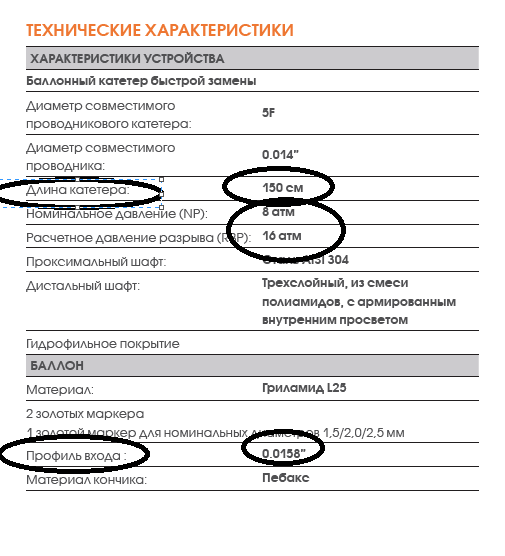 ТЕХНИЧЕСКИЕ ХАРАКТЕРИСТИКИ
ХАРАКТЕРИСТИКИ УСТРОЙСТВА
Баллонный катетер быстрой замены
Диаметр совместимого
проводникового катетера: 5F
Диаметр совместимого
проводника: 0.014"
Длина катетера: 150 см
Номинальное давление (NP): 8 атм
Расчетное давление разрыва (RBP): 16 атм
Проксимальный шафт: Сталь AISI 304
Дистальный шафт: Трехслойный, из смеси
полиамидов, с армированным
внутренним просветом
Гидрофильное покрытие
БАЛЛОН
Материал: Гриламид L25
2 золотых маркера
1 золотой маркер для номинальных диаметров 1,5/2,0/2,5 мм
Профиль входа : 0.0158"
Материал кончика: Пебакс